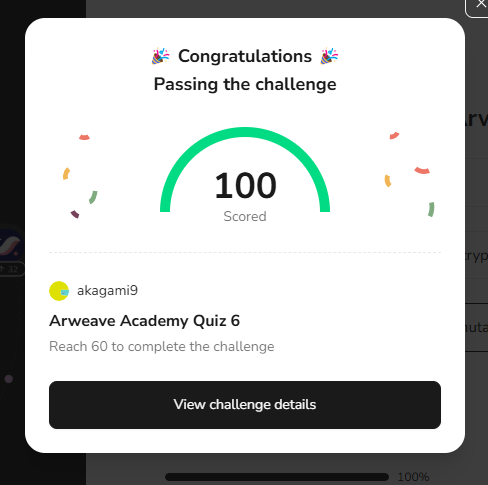 Congratulations
Passing the challenge
100
Scored
akagami9
Arweave Academy Quiz 6
Reach 60 to complete the challenge
View challenge details
100%